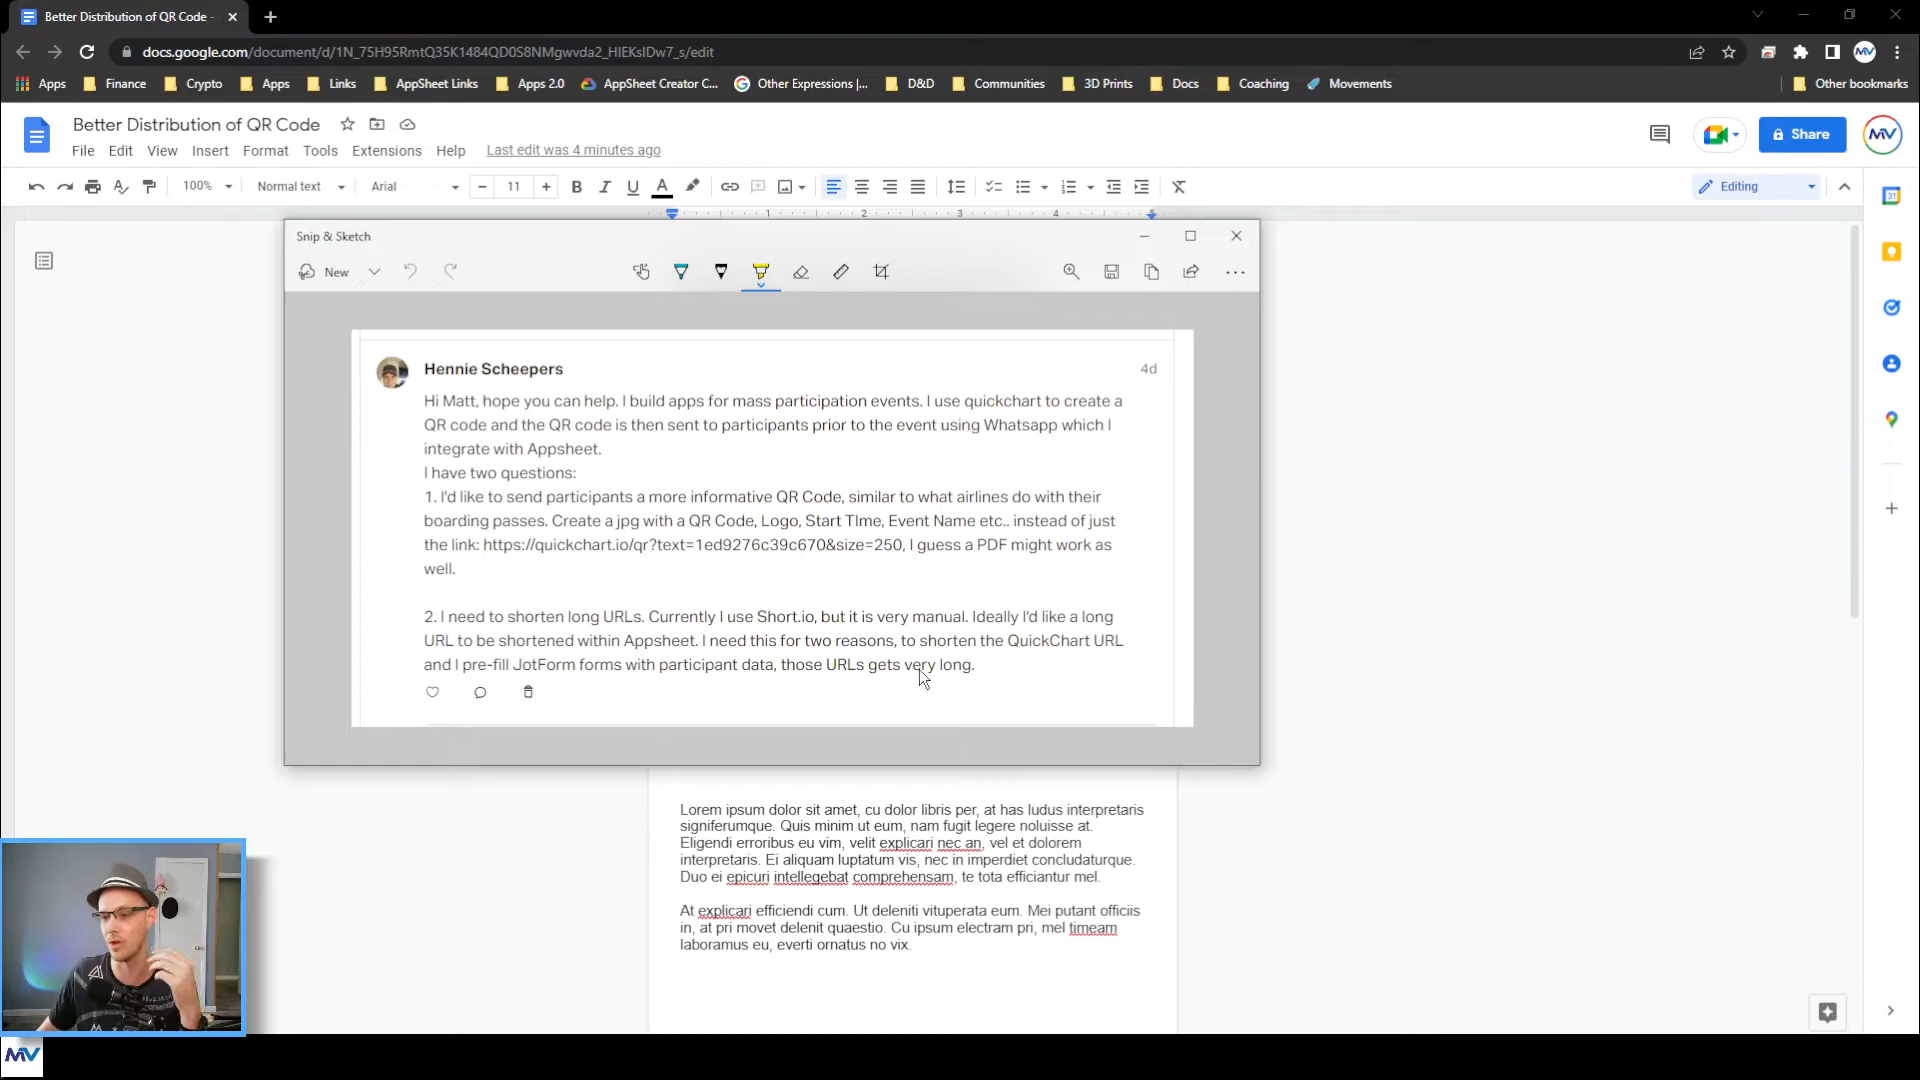 Better Distribution of QR Code -
docs.google.com/document/d/1N_75H95RmtQ35K1484QD0S8NMgwvda2_HIEKsIDw7_s/edit
MV
Apps
Finance
Crypto
Apps
Links
AppSheet Links
Apps 2.0
AppSheet Creator C...
Other Expressions |...
D&D
Communities
3D Prints
Docs
Coaching
Movements
Other bookmarks
Better Distribution of QR Code
File Edit View Insert Format Tools Extensions Help Last edit was 4 minutes ago
Share
MV
100% Normal text Arial 11
Editing
1 2 3 4 5
31
Snip & Sketch
New
Hennie Scheepers
4d
Hi Matt, hope you can help. I build apps for mass participation events. I use quickchart to create a
QR code and the QR code is then sent to participants prior to the event using Whatsapp which I
integrate with Appsheet.
I have two questions:
1. I'd like to send participants a more informative QR Code, similar to what airlines do with their
boarding passes. Create a jpg with a QR Code, Logo, Start TIme, Event Name etc.. instead of just
the link: https://quickchart.io/qr?text=1ed9276c39c670&size=250, I guess a PDF might work as
well.
2. I need to shorten long URLs. Currently I use Short.io, but it is very manual. Ideally I'd like a long
URL to be shortened within Appsheet. I need this for two reasons, to shorten the QuickChart URL
and I pre-fill JotForm forms with participant data, those URLs gets very long.
Lorem ipsum dolor sit amet, cu dolor libris per, at has ludus interpretaris
signiferumque. Quis minim ut eum, nam fugit legere noluisse at.
Eligendi erroribus eu vim, velit explicari nec an, vel et dolorem
interpretaris. Ei aliquam luptatum vis, nec in imperdiet concludaturque.
Duo ei epicuri intellegebat comprehensam, te tota efficiantur mel.
At explicari efficiendi cum. Ut deleniti vituperata eum. Mei putant officiis
in, at pri movet delenit quaestio. Cu ipsum electram pri, mel timeam
laboramus eu, everti ornatus no vix.
MV